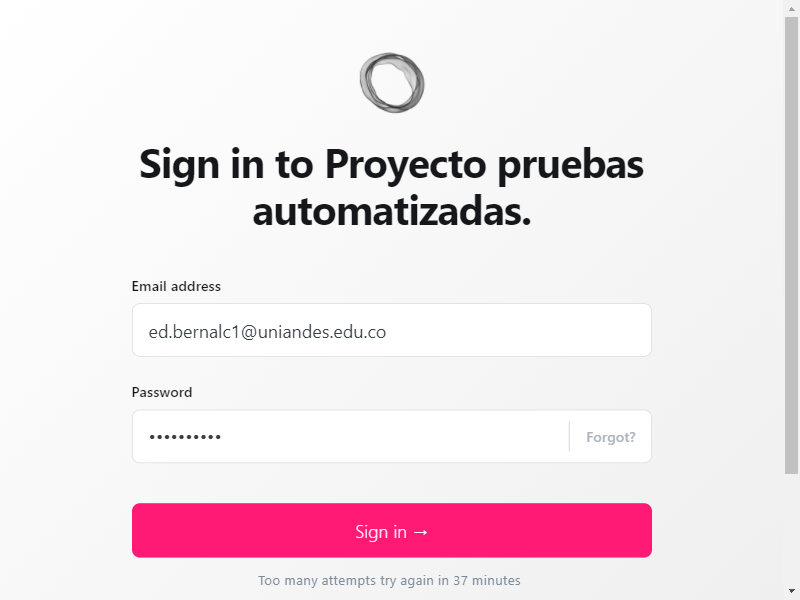 Sign in to Proyecto pruebas
automatizadas.
Email address
ed.bernalc1@uniandes.edu.co
Password
••••••••••
Forgot?
Sign in →
Too many attempts try again in 37 minutes